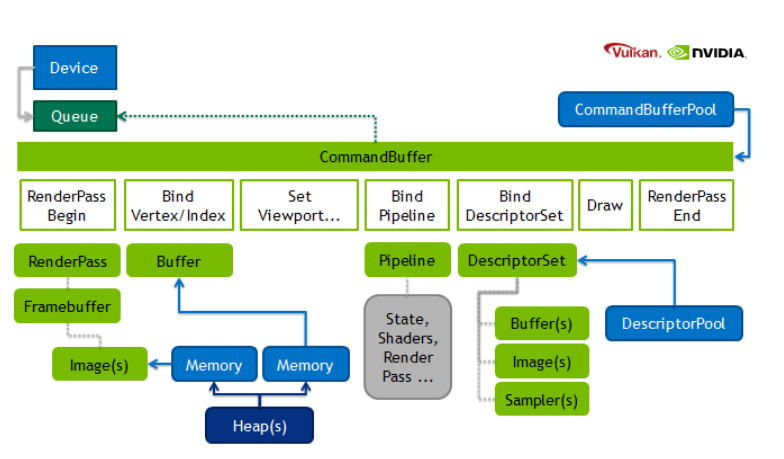 Vulkan. NVIDIA.
Device
Queue
CommandBufferPool
CommandBuffer
RenderPass
Begin
Bind
Vertex/Index
Set
Viewport...
Bind
Pipeline
Bind
DescriptorSet
Draw
RenderPass
End
RenderPass
Buffer
Pipeline
DescriptorSet
Framebuffer
State,
Shaders,
Render
Pass ...
Buffer(s)
DescriptorPool
Image(s)
Memory
Memory
Image(s)
Sampler(s)
Heap(s)